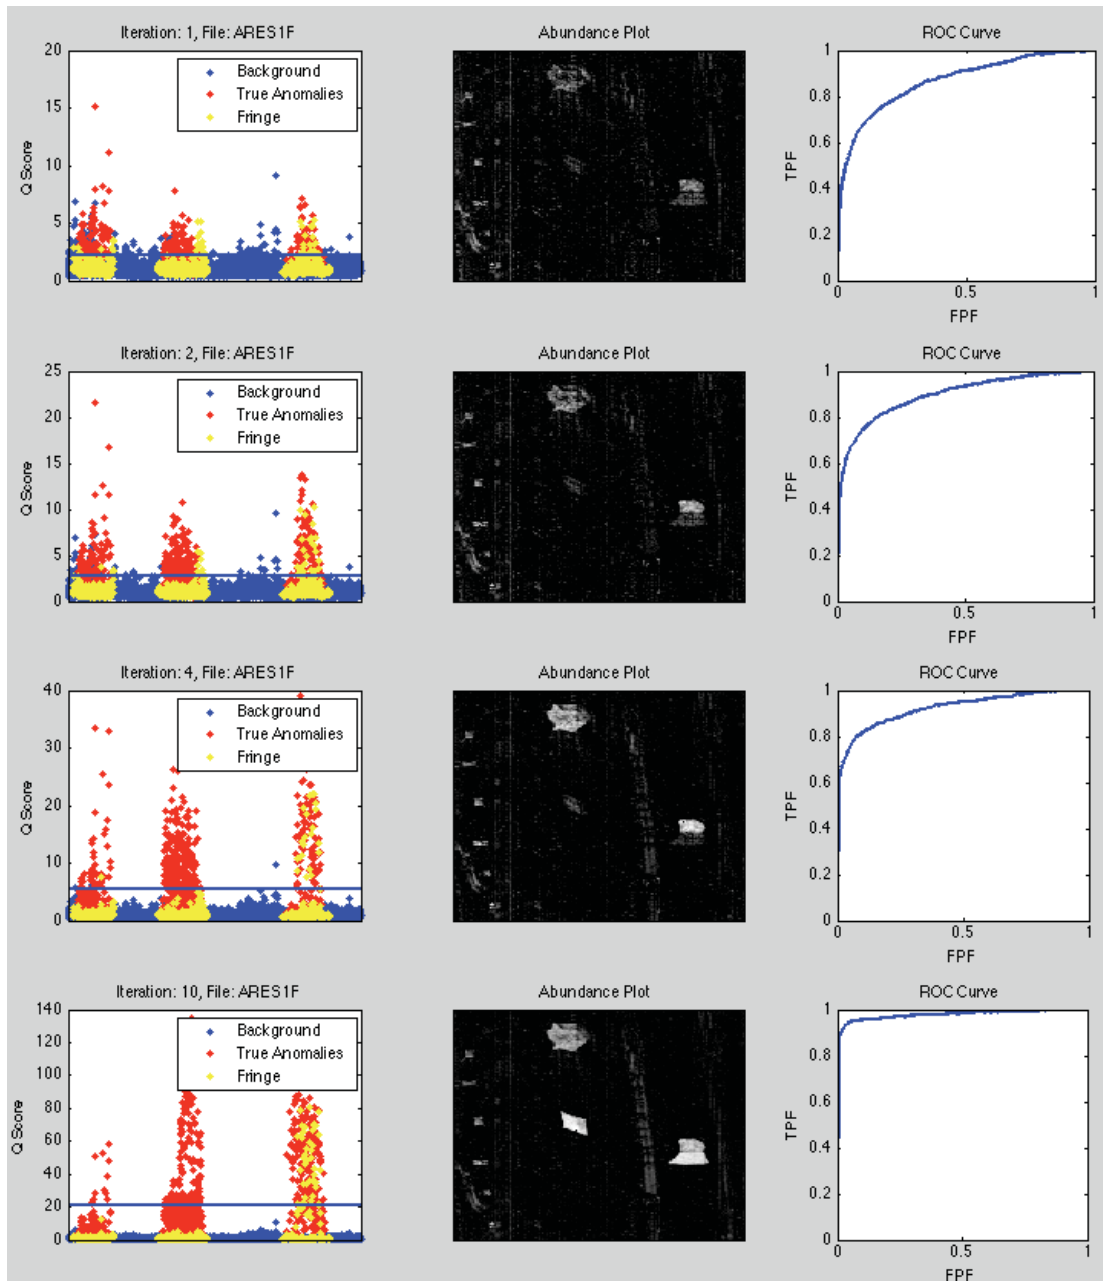 Iteration: 1, File: ARES1F
Abundance Plot
ROC Curve
20
15
10
5
0
Q Score
Background
True Anomalies
Fringe
1
0.8
0.6
0.4
0.2
0
TPF
0
0.5
1
FPF
Iteration: 2, File: ARES1F
Abundance Plot
ROC Curve
25
20
15
10
5
0
Q Score
Background
True Anomalies
Fringe
1
0.8
0.6
0.4
0.2
0
TPF
0
0.5
1
FPF
Iteration: 4, File: ARES1F
Abundance Plot
ROC Curve
40
30
20
10
0
Q Score
Background
True Anomalies
Fringe
1
0.8
0.6
0.4
0.2
0
TPF
0
0.5
1
FPF
Iteration: 10, File: ARES1F
Abundance Plot
ROC Curve
140
120
100
80
60
40
20
0
Q Score
Background
True Anomalies
Fringe
1
0.8
0.6
0.4
0.2
0
TPF
0
0.5
1
FPF